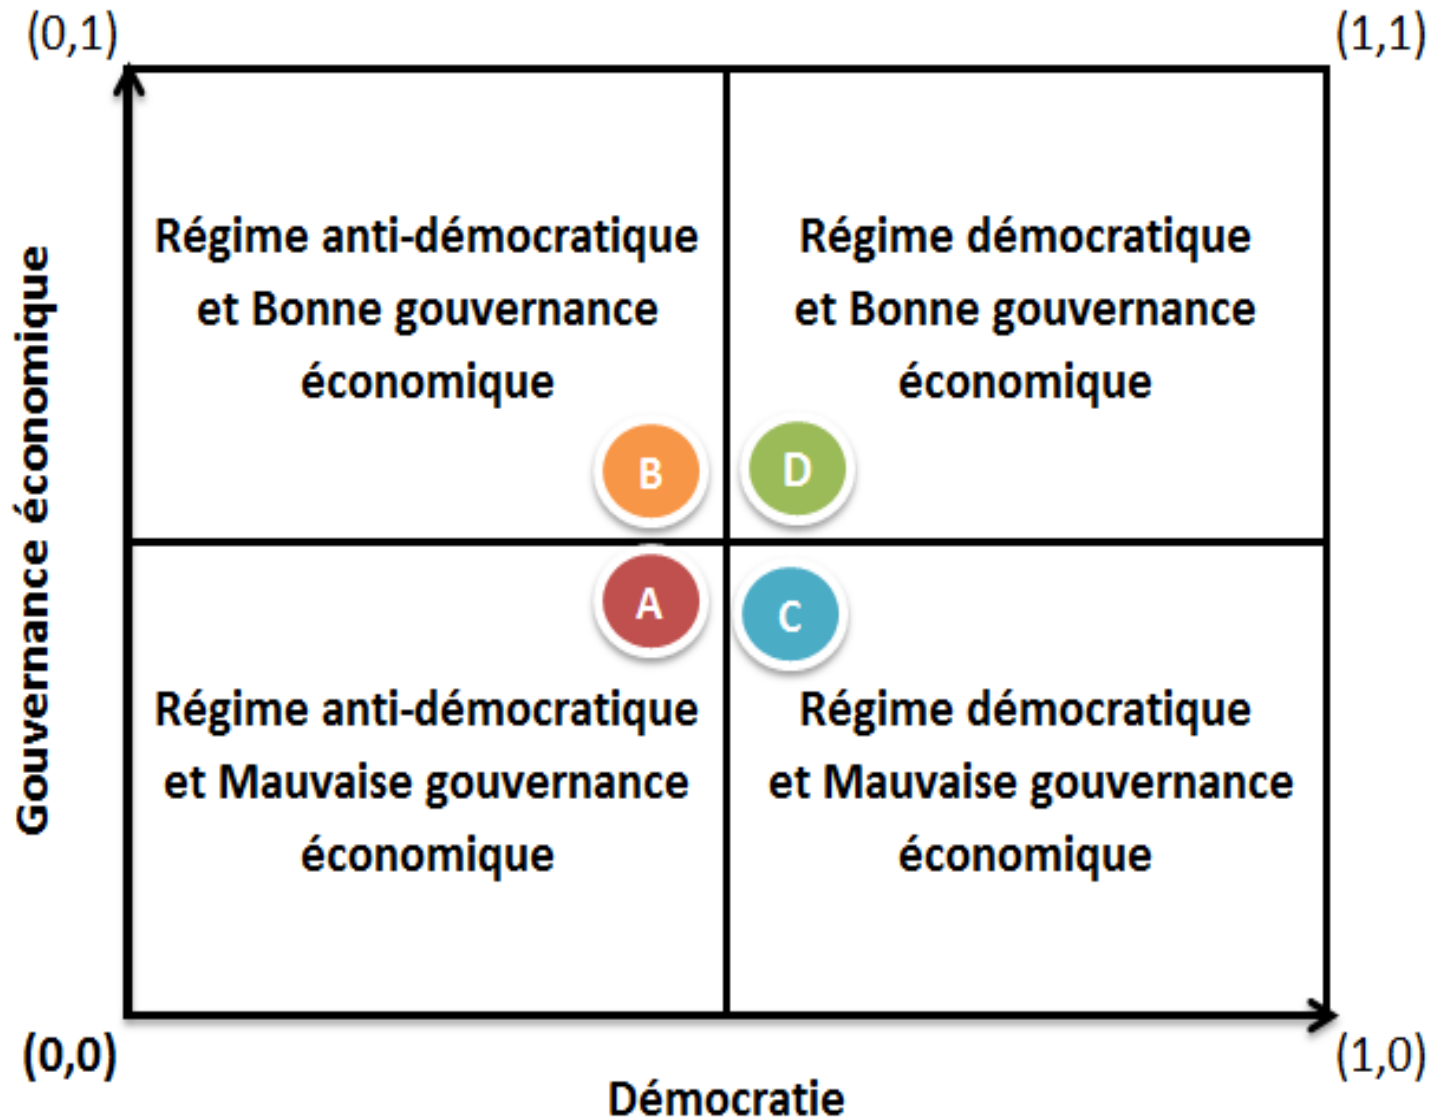 (0,1)
(1,1)
Gouvernance économique
Régime anti-démocratique
et Bonne gouvernance
économique
Régime démocratique
et Bonne gouvernance
économique
B
D
A
C
Régime anti-démocratique
et Mauvaise gouvernance
économique
Régime démocratique
et Mauvaise gouvernance
économique
(0,0)
(1,0)
Démocratie